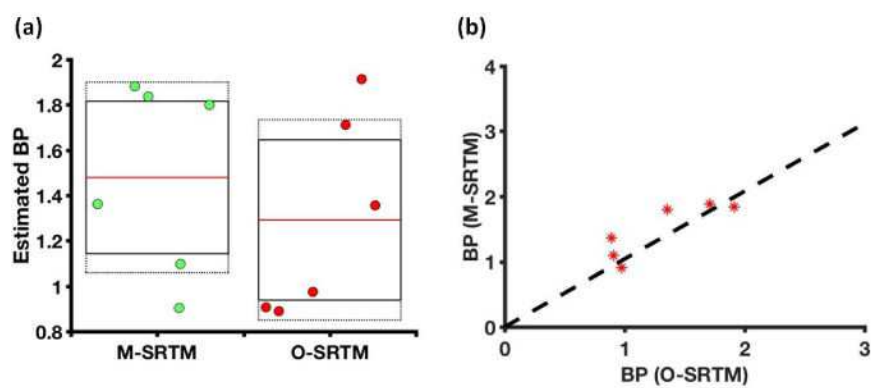 (a)
Estimated BP
2
1.8
1.6
1.4
1.2
1
0.8
M-SRTM
O-SRTM
(b)
BP (M-SRTM)
4
3
2
1
0
0
1
2
3
BP (O-SRTM)